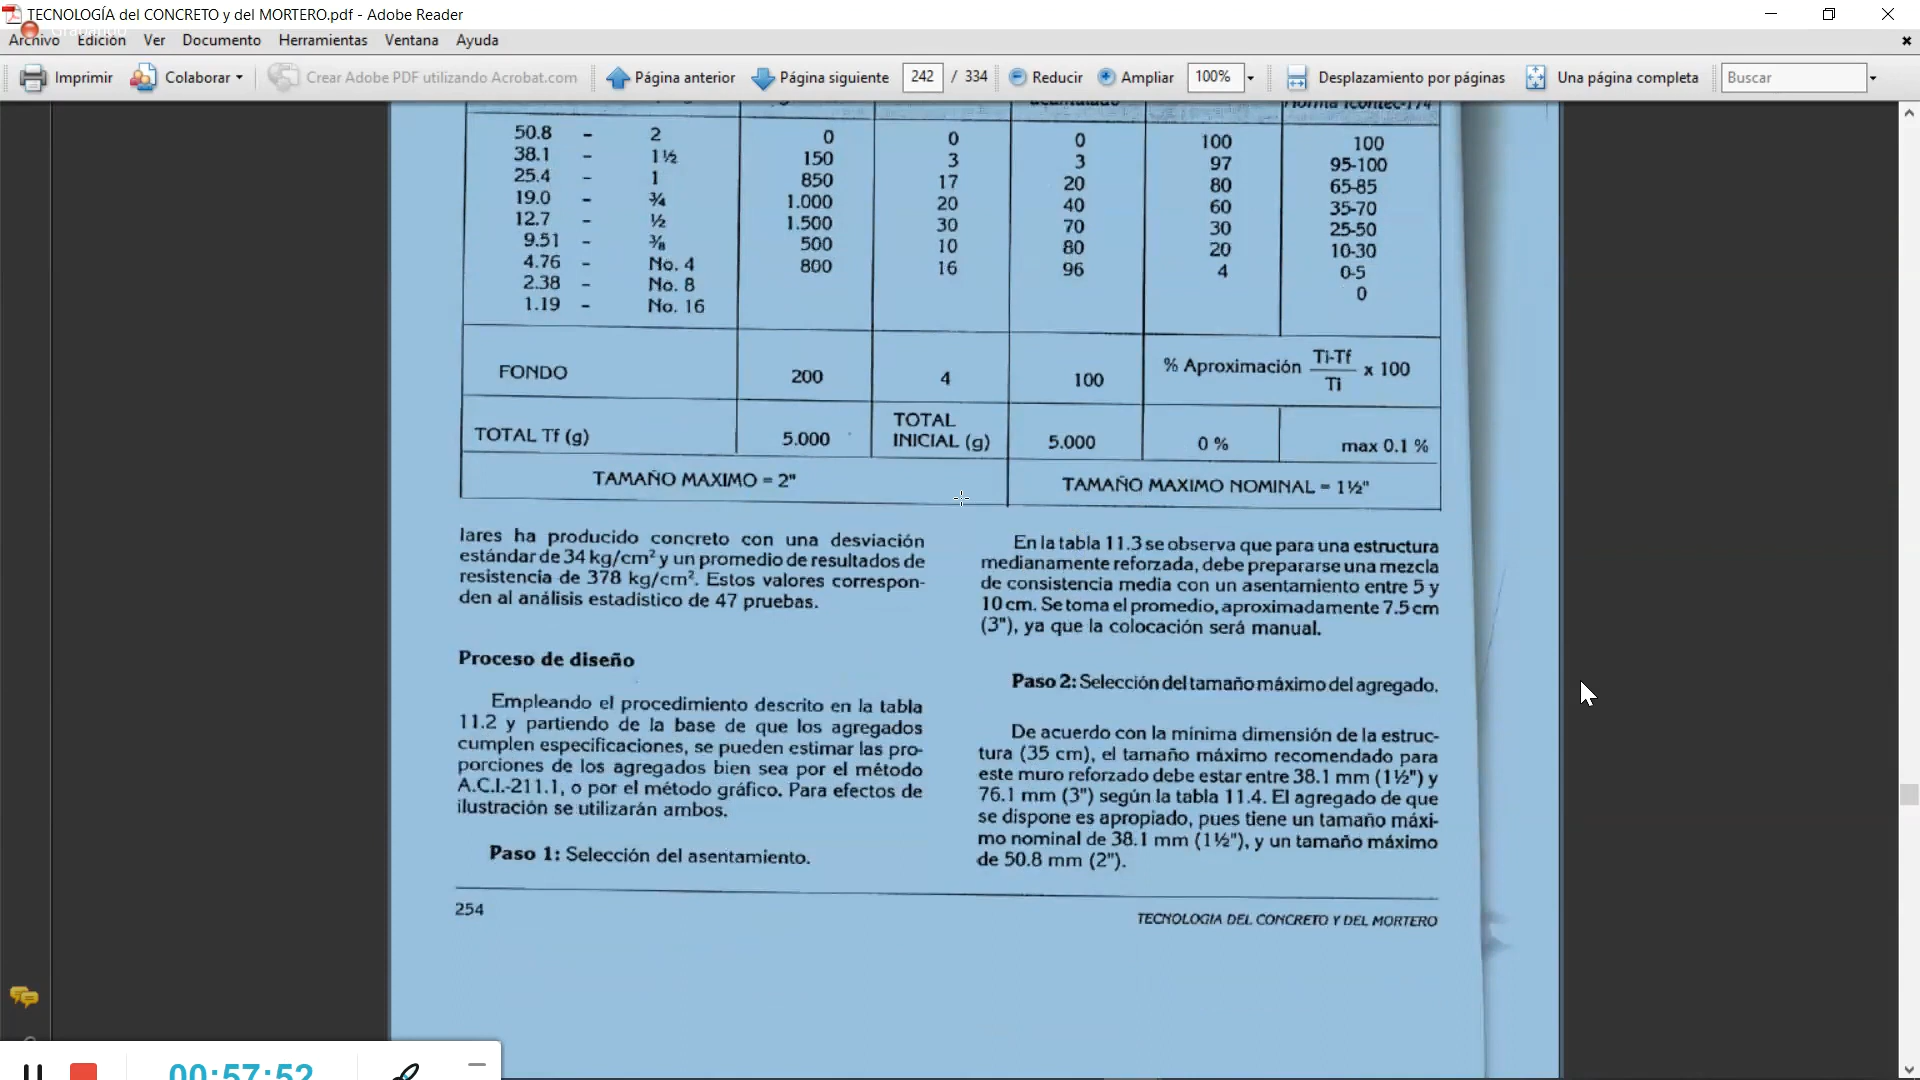 TECNOLOGÍA del CONCRETO y del MORTERO.pdf - Adobe Reader
Archivo Edición Ver Documento Herramientas Ventana Ayuda
Imprimir Colaborar Crear Adobe PDF utilizando Acrobat.com Página anterior Página siguiente 242 / 334 Reducir Ampliar 100% Desplazamiento por páginas Una página completa Buscar
acumulado Norma Icontec-174
50.8 - 2 0 0 0 100 100
38.1 - 1½ 150 3 3 97 95-100
25.4 - 1 850 17 20 80 65-85
19.0 - ¾ 1.000 20 40 60 35-70
12.7 - ½ 1.500 30 70 30 25-50
9.51 - ⅜ 500 10 80 20 10-30
4.76 - No. 4 800 16 96 4 0-5
2.38 - No. 8 0
1.19 - No. 16
FONDO 200 4 100 % Aproximación Ti-Tf / Ti x 100
TOTAL Tf (g) 5.000 TOTAL INICIAL (g) 5.000 0 % max 0.1 %
TAMAÑO MAXIMO = 2" TAMAÑO MAXIMO NOMINAL = 1½"
lares ha producido concreto con una desviación
estándar de 34 kg/cm² y un promedio de resultados de
resistencia de 378 kg/cm². Estos valores correspon-
den al análisis estadístico de 47 pruebas.
Proceso de diseño
Empleando el procedimiento descrito en la tabla
11.2 y partiendo de la base de que los agregados
cumplen especificaciones, se pueden estimar las pro-
porciones de los agregados bien sea por el método
A.C.I.-211.1, o por el método gráfico. Para efectos de
ilustración se utilizarán ambos.
Paso 1: Selección del asentamiento.
En la tabla 11.3 se observa que para una estructura
medianamente reforzada, debe prepararse una mezcla
de consistencia media con un asentamiento entre 5 y
10 cm. Se toma el promedio, aproximadamente 7.5 cm
(3"), ya que la colocación será manual.
Paso 2: Selección del tamaño máximo del agregado.
De acuerdo con la mínima dimensión de la estruc-
tura (35 cm), el tamaño máximo recomendado para
este muro reforzado debe estar entre 38.1 mm (1½") y
76.1 mm (3") según la tabla 11.4. El agregado de que
se dispone es apropiado, pues tiene un tamaño máxi-
mo nominal de 38.1 mm (1½"), y un tamaño máximo
de 50.8 mm (2").
254
TECNOLOGIA DEL CONCRETO Y DEL MORTERO
00:57:52